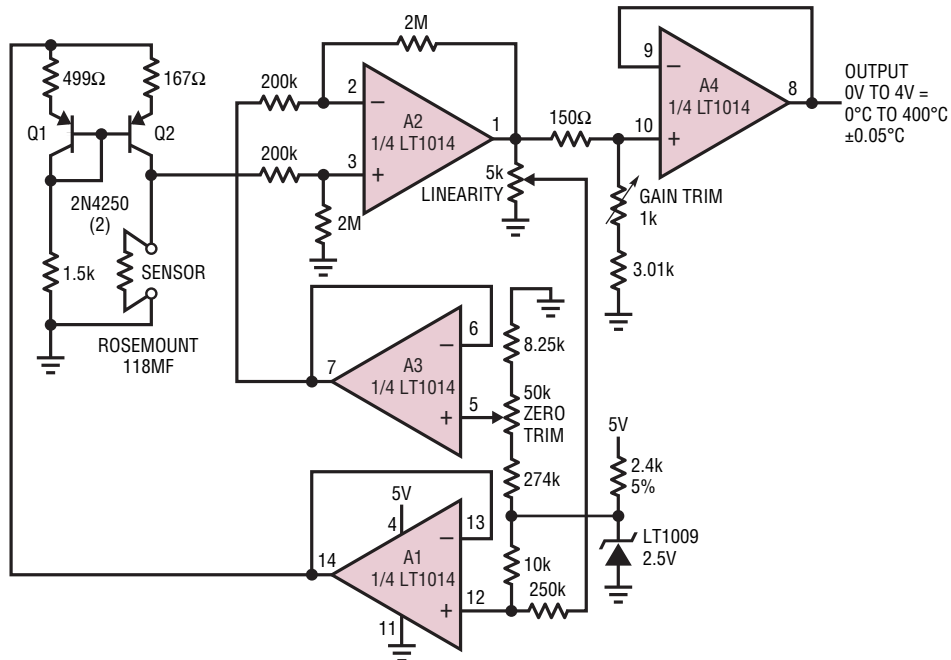 499Ω
167Ω
Q1
Q2
2N4250
(2)
1.5k
SENSOR
ROSEMOUNT
118MF
200k
200k
2M
2M
2
3
1
−
+
A2
1/4 LT1014
5k
LINEARITY
150Ω
9
10
8
−
+
A4
1/4 LT1014
GAIN TRIM
1k
3.01k
OUTPUT
0V TO 4V =
0°C TO 400°C
±0.05°C
7
6
5
−
+
A3
1/4 LT1014
8.25k
50k
ZERO
TRIM
274k
5V
2.4k
5%
LT1009
2.5V
10k
250k
14
5V
4
13
12
11
−
+
A1
1/4 LT1014